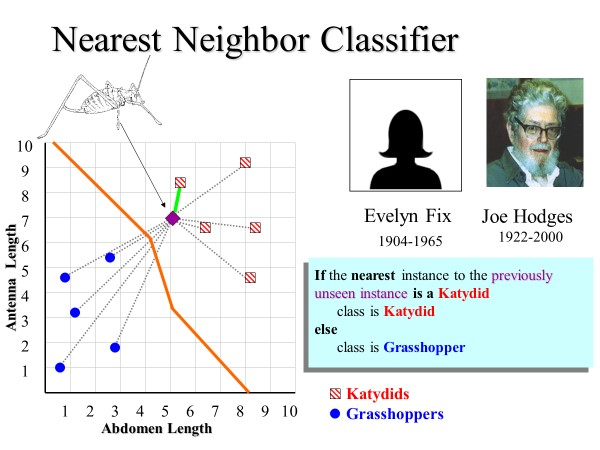 Nearest Neighbor Classifier
10
9
8
7
6
5
4
3
2
1
Antenna Length
1 2 3 4 5 6 7 8 9 10
Abdomen Length
Evelyn Fix
1904-1965
Joe Hodges
1922-2000
If the nearest instance to the previously
unseen instance is a Katydid
class is Katydid
else
class is Grasshopper
Katydids
Grasshoppers